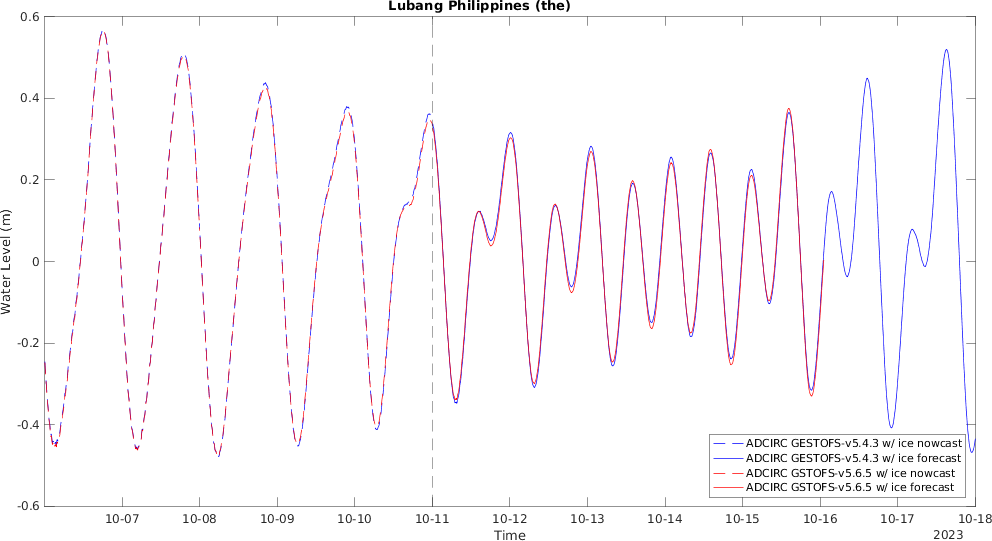 Lubang Philippines (the)
0.6
0.4
0.2
0
-0.2
-0.4
-0.6
Water Level (m)
ADCIRC GESTOFS-v5.4.3 w/ ice nowcast
ADCIRC GESTOFS-v5.4.3 w/ ice forecast
ADCIRC GSTOFS-v5.6.5 w/ ice nowcast
ADCIRC GSTOFS-v5.6.5 w/ ice forecast
10-07 10-08 10-09 10-10 10-11 10-12 10-13 10-14 10-15 10-16 10-17 10-18
Time
2023